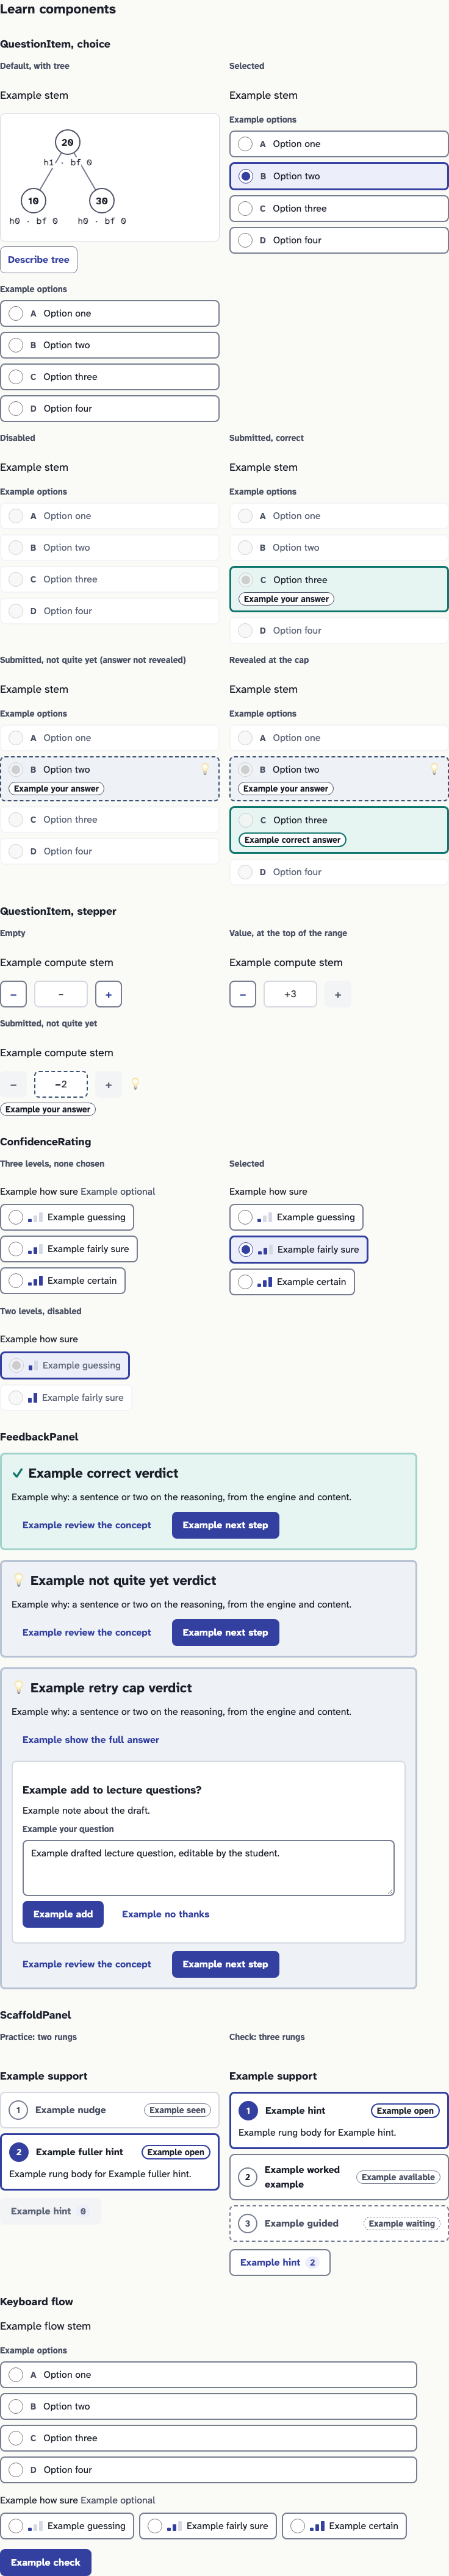 Learn components
QuestionItem, choice
Default, with tree
Example stem
20
h1 · bf 0
10
30
h0 · bf 0
h0 · bf 0
Describe tree
Example options
A Option one
B Option two
C Option three
D Option four
Selected
Example stem
Example options
A Option one
B Option two
C Option three
D Option four
Disabled
Example stem
Example options
A Option one
B Option two
C Option three
D Option four
Submitted, correct
Example stem
Example options
A Option one
B Option two
C Option three
Example your answer
D Option four
Submitted, not quite yet (answer not revealed)
Example stem
Example options
A Option one
B Option two
Example your answer
C Option three
D Option four
Revealed at the cap
Example stem
Example options
A Option one
B Option two
Example your answer
C Option three
Example correct answer
D Option four
QuestionItem, stepper
Empty
Example compute stem
− – +
Value, at the top of the range
Example compute stem
− +3 +
Submitted, not quite yet
Example compute stem
− −2 +
Example your answer
ConfidenceRating
Three levels, none chosen
Example how sure Example optional
Example guessing
Example fairly sure
Example certain
Selected
Example how sure
Example guessing
Example fairly sure
Example certain
Two levels, disabled
Example how sure
Example guessing
Example fairly sure
FeedbackPanel
Example correct verdict
Example why: a sentence or two on the reasoning, from the engine and content.
Example review the concept Example next step
Example not quite yet verdict
Example why: a sentence or two on the reasoning, from the engine and content.
Example review the concept Example next step
Example retry cap verdict
Example why: a sentence or two on the reasoning, from the engine and content.
Example show the full answer
Example add to lecture questions?
Example note about the draft.
Example your question
Example drafted lecture question, editable by the student.
Example add Example no thanks
Example review the concept Example next step
ScaffoldPanel
Practice: two rungs
Example support
1 Example nudge Example seen
2 Example fuller hint Example open
Example rung body for Example fuller hint.
Example hint 0
Check: three rungs
Example support
1 Example hint Example open
Example rung body for Example hint.
2 Example worked example Example available
3 Example guided Example waiting
Example hint 2
Keyboard flow
Example flow stem
Example options
A Option one
B Option two
C Option three
D Option four
Example how sure Example optional
Example guessing Example fairly sure Example certain
Example check